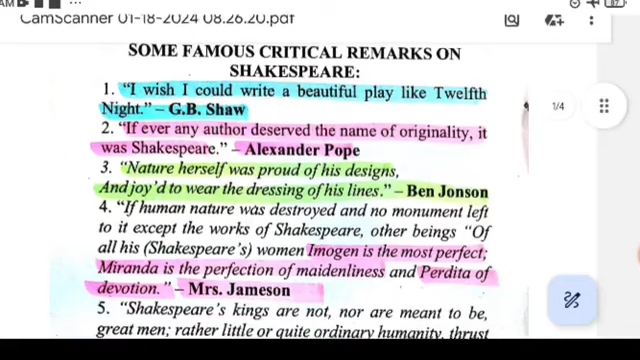 AM
87
CamScanner 01-18-2024 08.26.20.pdf
SOME FAMOUS CRITICAL REMARKS ON
SHAKESPEARE:
1. "I wish I could write a beautiful play like Twelfth
Night." – G.B. Shaw
2. "If ever any author deserved the name of originality, it
was Shakespeare." – Alexander Pope
3. "Nature herself was proud of his designs,
And joy'd to wear the dressing of his lines." – Ben Jonson
4. "If human nature was destroyed and no monument left
to it except the works of Shakespeare, other beings "Of
all his (Shakespeare's) women Imogen is the most perfect;
Miranda is the perfection of maidenliness and Perdita of
devotion." – Mrs. Jameson
5. "Shakespeare's kings are not, nor are meant to be,
great men; rather little or quite ordinary humanity, thrust
1/4